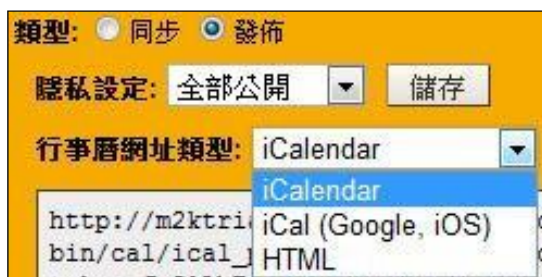 類型: 同步 發佈
隱私設定: 全部公開 儲存
行事曆網址類型: iCalendar
iCalendar
iCal (Google, iOS)
HTML
http://m2ktri
bin/cal/ical_